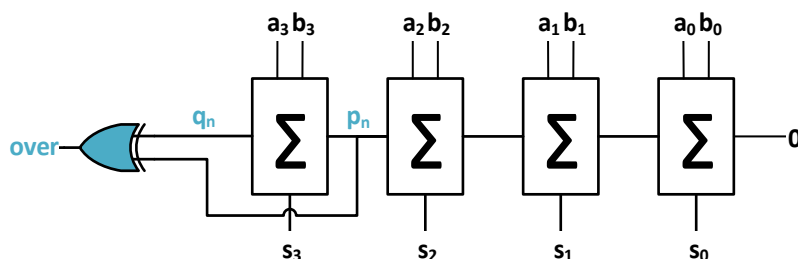 a₃ b₃ a₂ b₂ a₁ b₁ a₀ b₀
qₙ pₙ
over Σ Σ Σ Σ 0
s₃ s₂ s₁ s₀